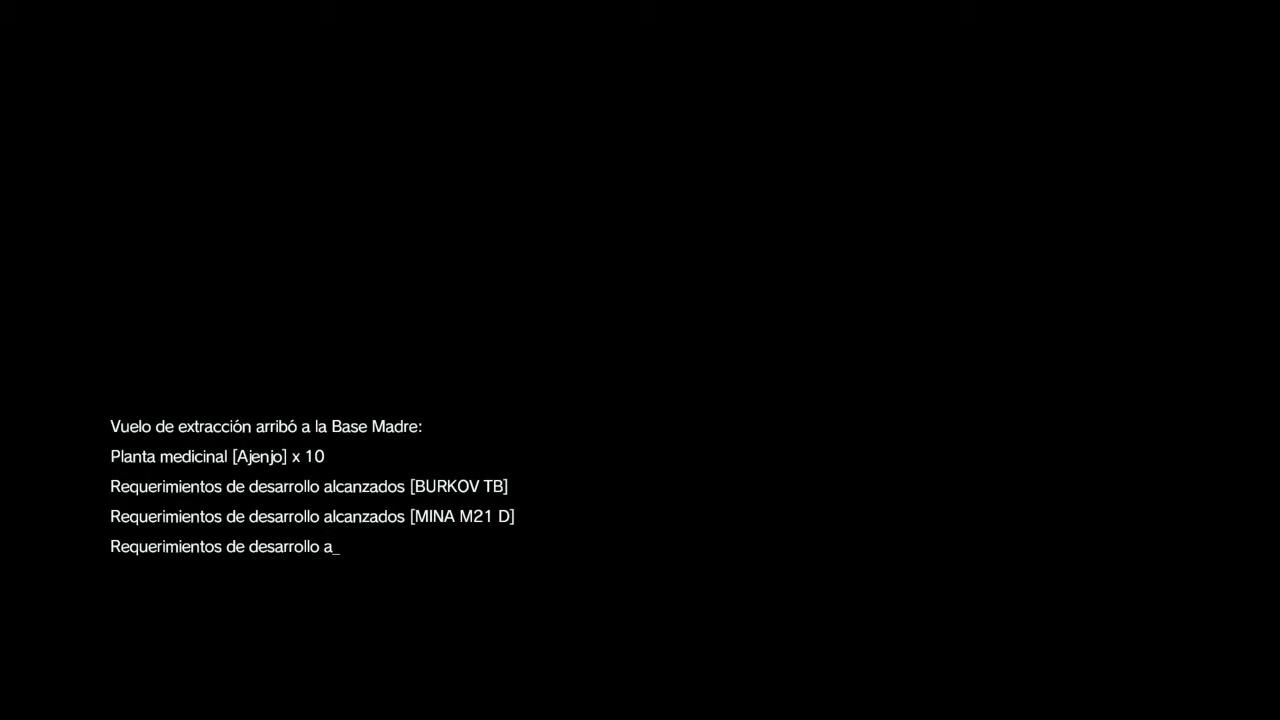 Vuelo de extracción arribó a la Base Madre:
Planta medicinal [Ajenjo] x 10
Requerimientos de desarrollo alcanzados [BURKOV TB]
Requerimientos de desarrollo alcanzados [MINA M21 D]
Requerimientos de desarrollo a_